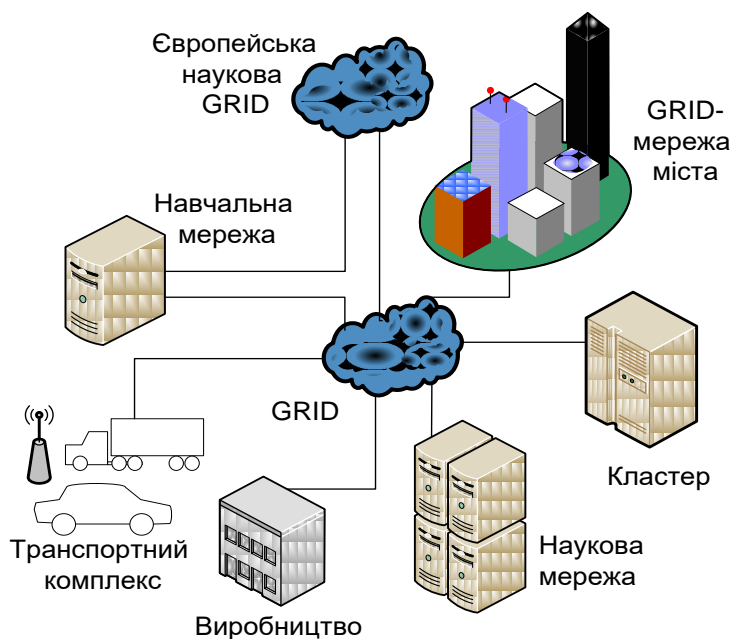 Європейська
наукова
GRID
GRID-
мережа
міста
Навчальна
мережа
GRID
Кластер
Транспортний
комплекс
Наукова
мережа
Виробництво